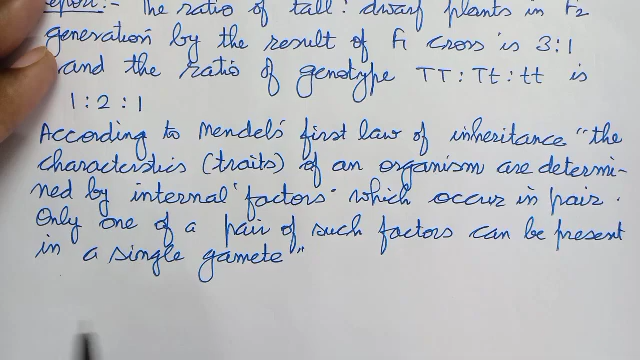 report:- The ratio of tall : dwarf plants in F2
generation by the result of F1 cross is 3:1
and the ratio of genotype TT : Tt : tt is
1 : 2 : 1
According to Mendel's first law of inheritance "the
characterstics (traits) of an organism are determi-
ned by internal 'factors' which occur in pair.
Only one of a pair of such factors can be present
in a single gamete"